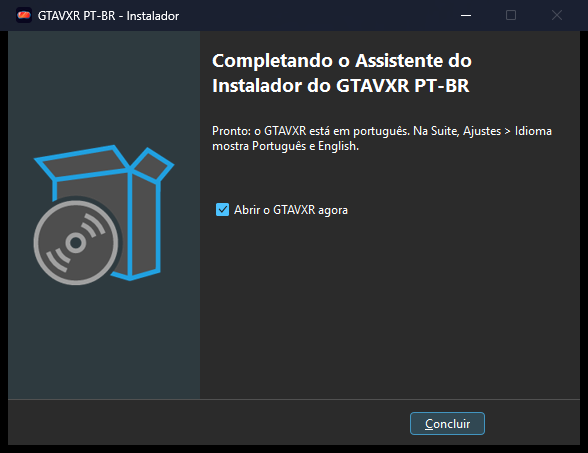 GTAVXR PT-BR - Instalador
Completando o Assistente do
Instalador do GTAVXR PT-BR
Pronto: o GTAVXR está em português. Na Suite, Ajustes > Idioma
mostra Português e English.
Abrir o GTAVXR agora
Concluir